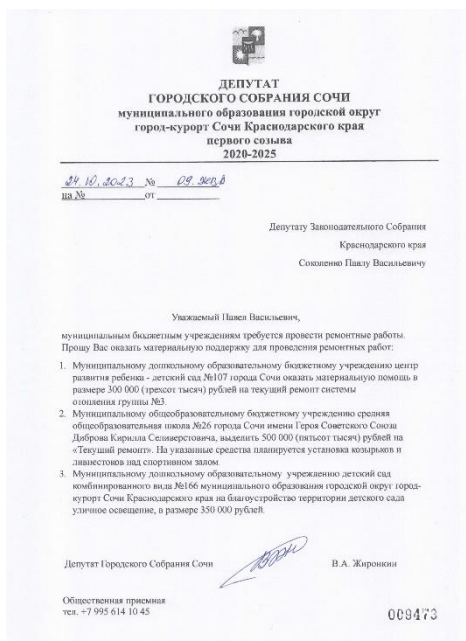 ДЕПУТАТ
ГОРОДСКОГО СОБРАНИЯ СОЧИ
муниципального образования городской округ
город-курорт Сочи Краснодарского края
первого созыва
2020-2025
24.10.2023 № 09.
на № от
Депутату Законодательного Собрания
Краснодарского края
Соколенко Павлу Васильевичу
Уважаемый Павел Васильевич,
муниципальным бюджетным учреждениям требуется провести ремонтные работы.
Прошу Вас оказать материальную поддержку для проведения ремонтных работ:
1. Муниципальному дошкольному образовательному бюджетному учреждению центр
развития ребенка - детский сад №107 города Сочи оказать материальную помощь в
размере 300 000 (трехсот тысяч) рублей на текущий ремонт системы
отопления группы №3.
2. Муниципальному общеобразовательному бюджетному учреждению средняя
общеобразовательная школа №26 города Сочи имени Героя Советского Союза
Диброва Кирилла Селиверстовича, выделить 500 000 (пятьсот тысяч) рублей на
«Текущий ремонт». На указанные средства планируется установка козырьков и
ливнестоков над спортивном залом
3. Муниципальному дошкольному образовательному учреждению детский сад
комбинированного вида №166 муниципального образования городской округ город-
курорт Сочи Краснодарского края на благоустройство территории детского сада
уличное освещение, в размере 350 000 рублей.
Депутат Городского Собрания Сочи В.А. Жиронкин
Общественная приемная
тел. +7 995 614 10 45
009473